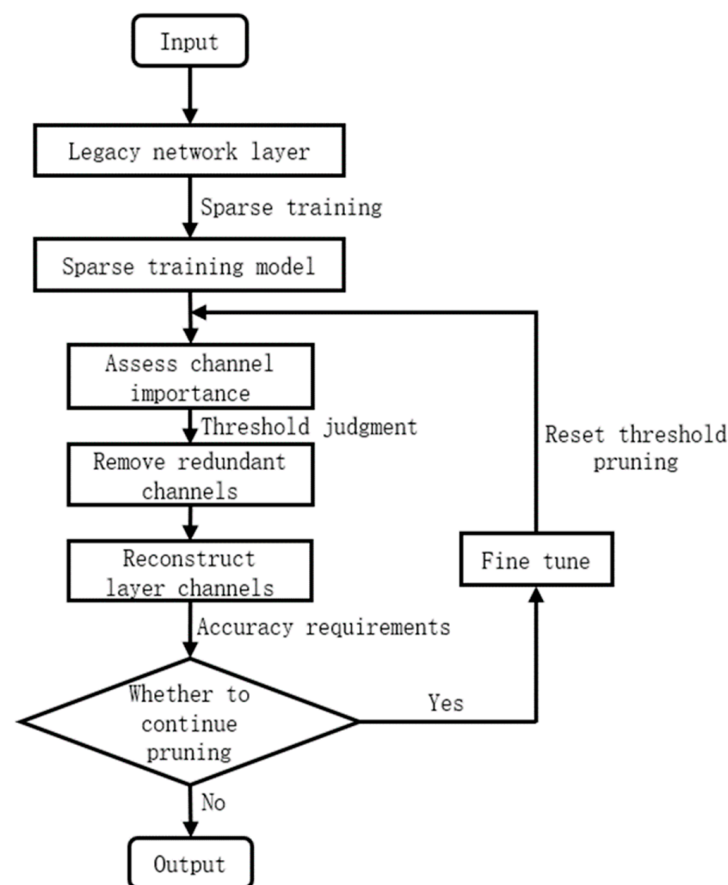 Input
Legacy network layer
Sparse training
Sparse training model
Assess channel
importance
Threshold judgment
Remove redundant
channels
Reconstruct
layer channels
Accuracy requirements
Whether to
continue
pruning
Yes
Fine tune
Reset threshold
pruning
No
Output